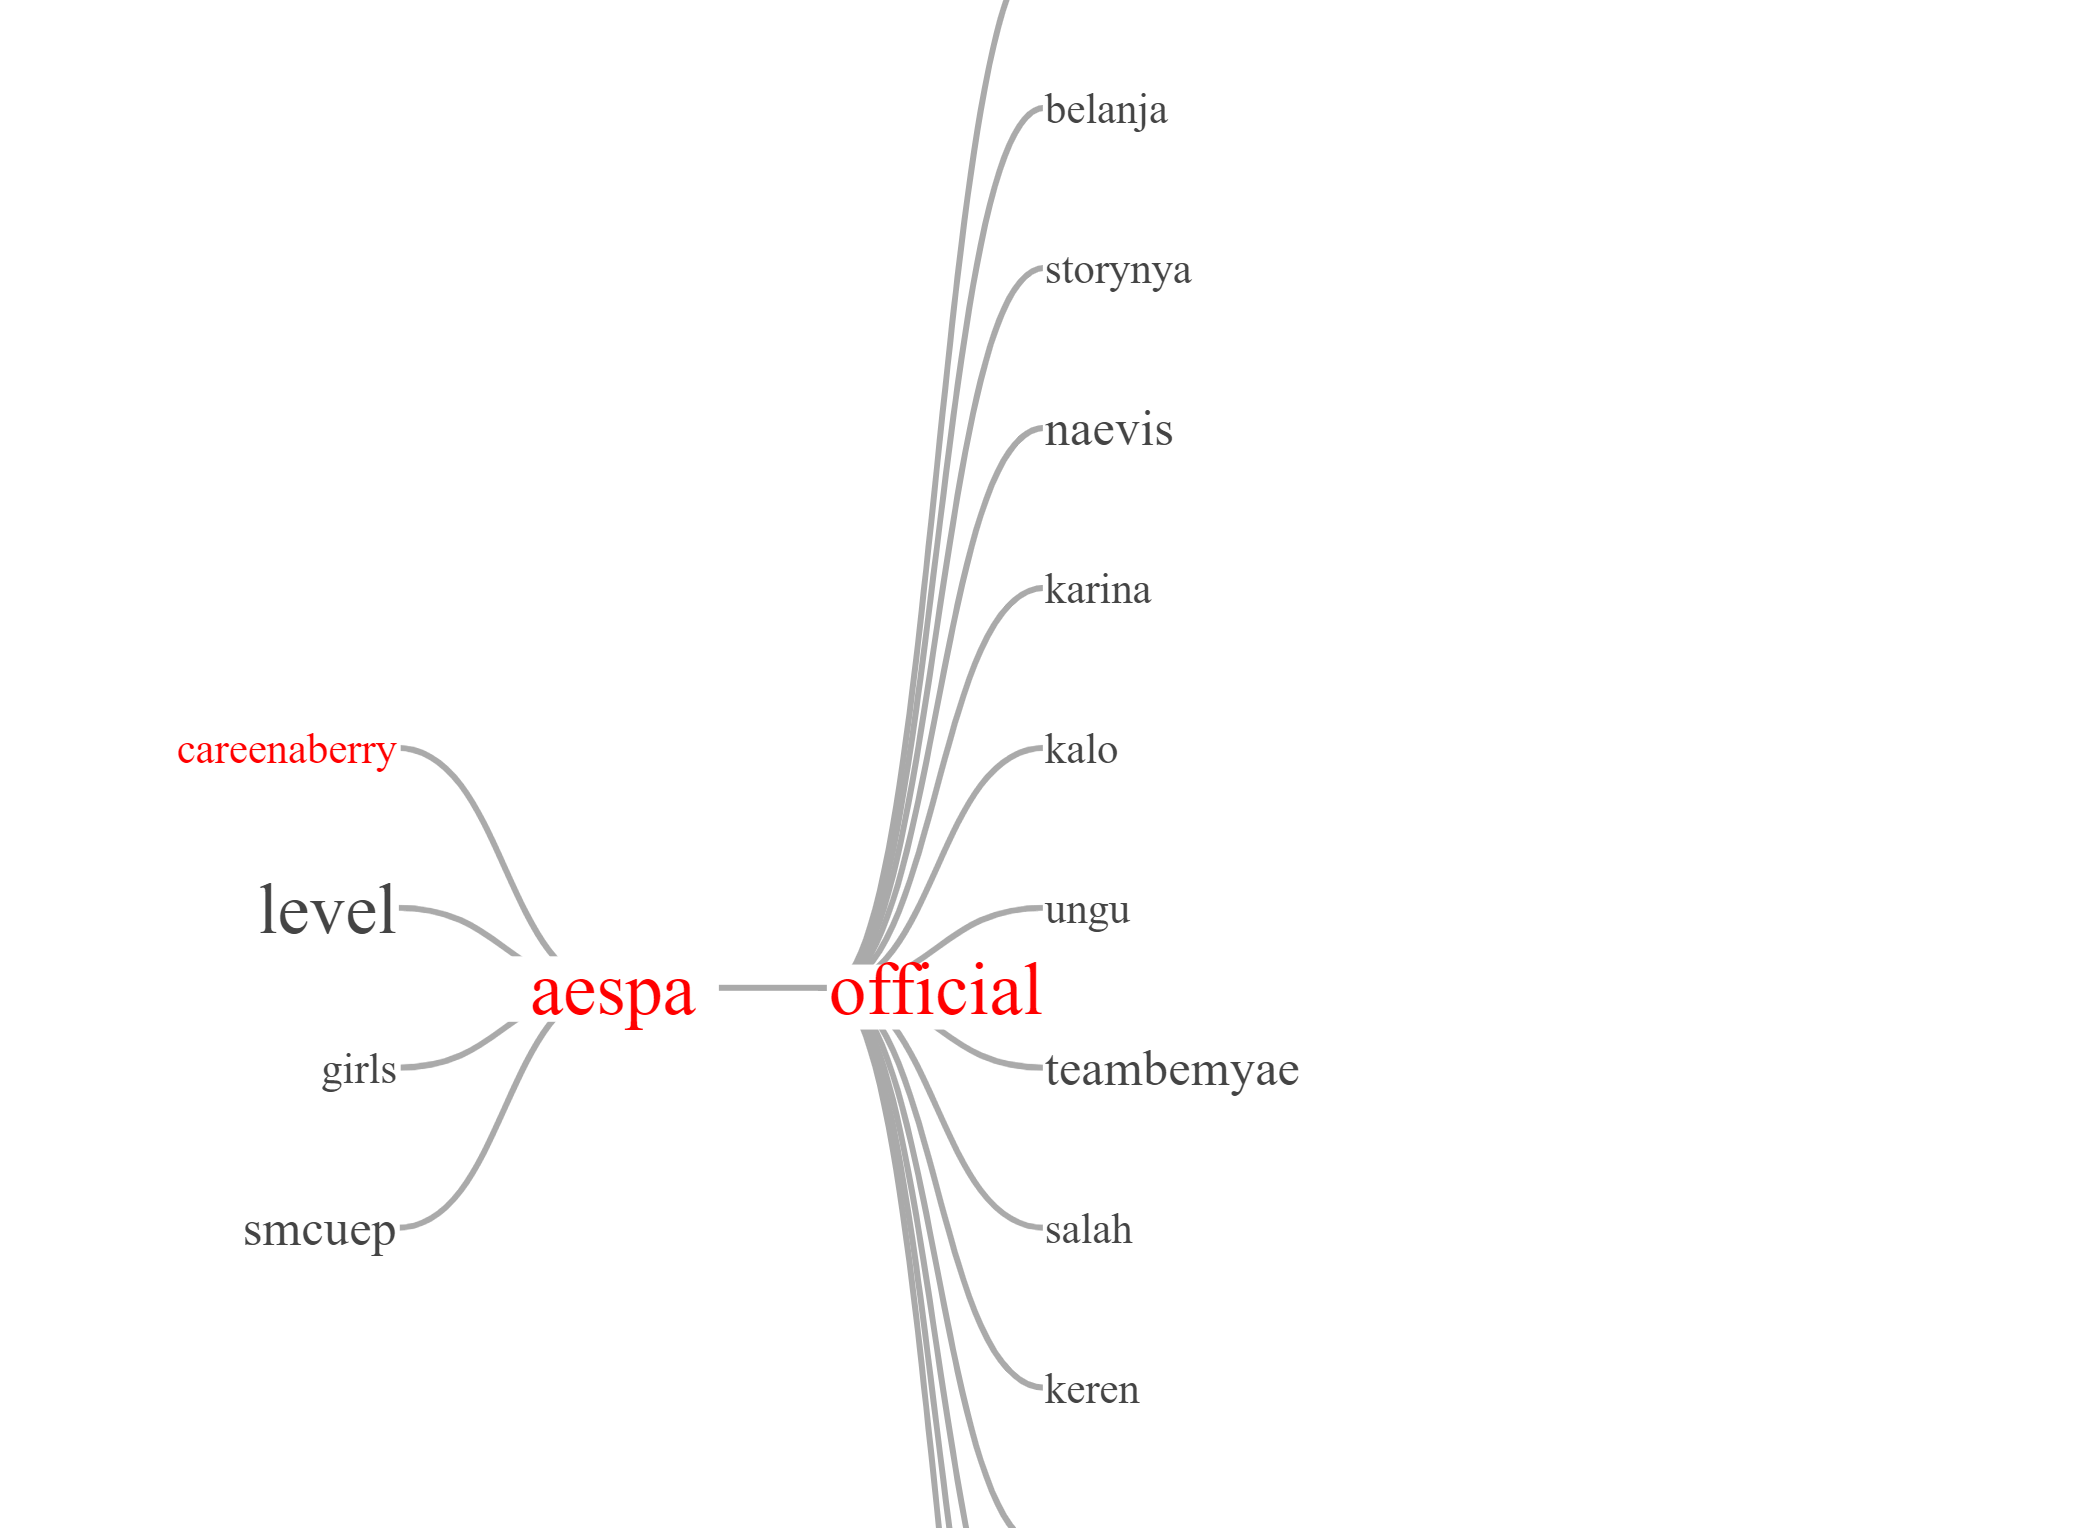 belanja
storynya
naevis
karina
kalo
careenaberry
level
ungu
aespa official
girls
teambemyae
smcuep
salah
keren